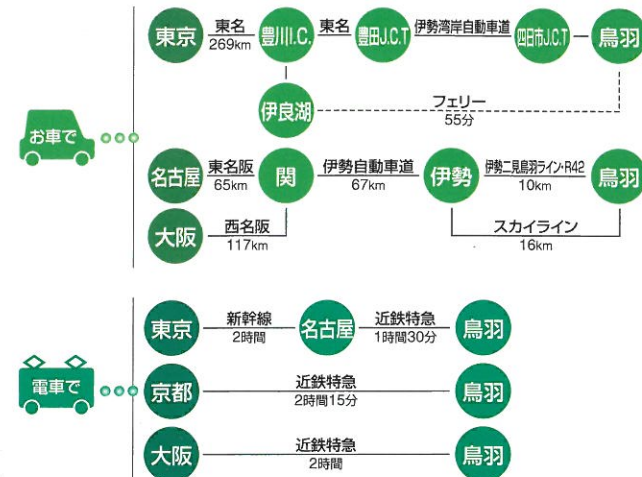 お車で
東京 東名 269km 豊川I.C. 東名 豊田J.C.T 伊勢湾岸自動車道 四日市J.C.T 鳥羽
伊良湖 フェリー 55分
名古屋 東名阪 65km 関 伊勢自動車道 67km 伊勢 伊勢二見鳥羽ライン・R42 10km 鳥羽
大阪 西名阪 117km スカイライン 16km
電車で
東京 新幹線 2時間 名古屋 近鉄特急 1時間30分 鳥羽
京都 近鉄特急 2時間15分 鳥羽
大阪 近鉄特急 2時間 鳥羽